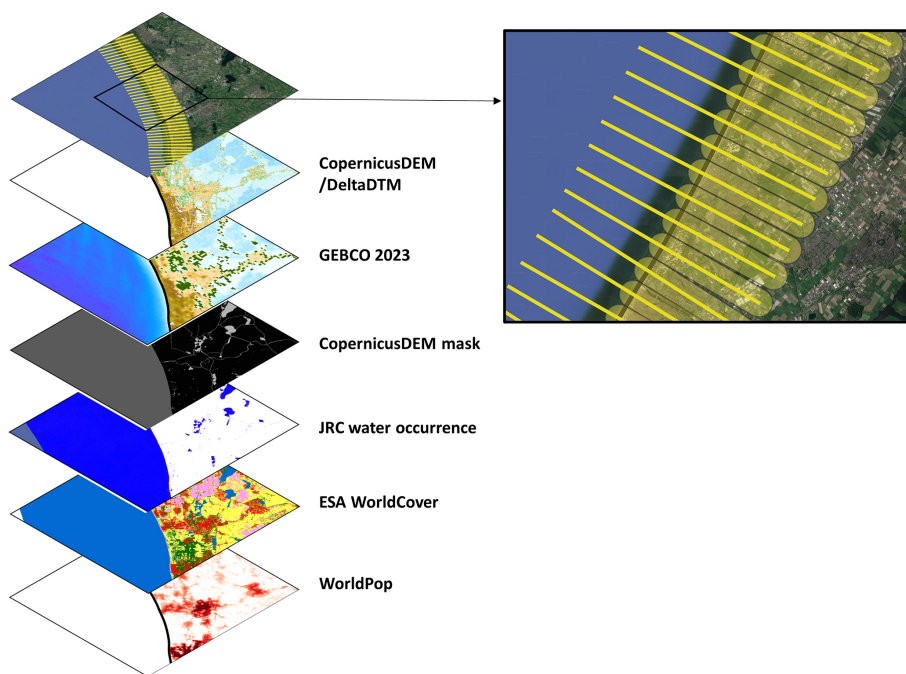 CopernicusDEM
/DeltaDTM
GEBCO 2023
CopernicusDEM mask
JRC water occurrence
ESA WorldCover
WorldPop